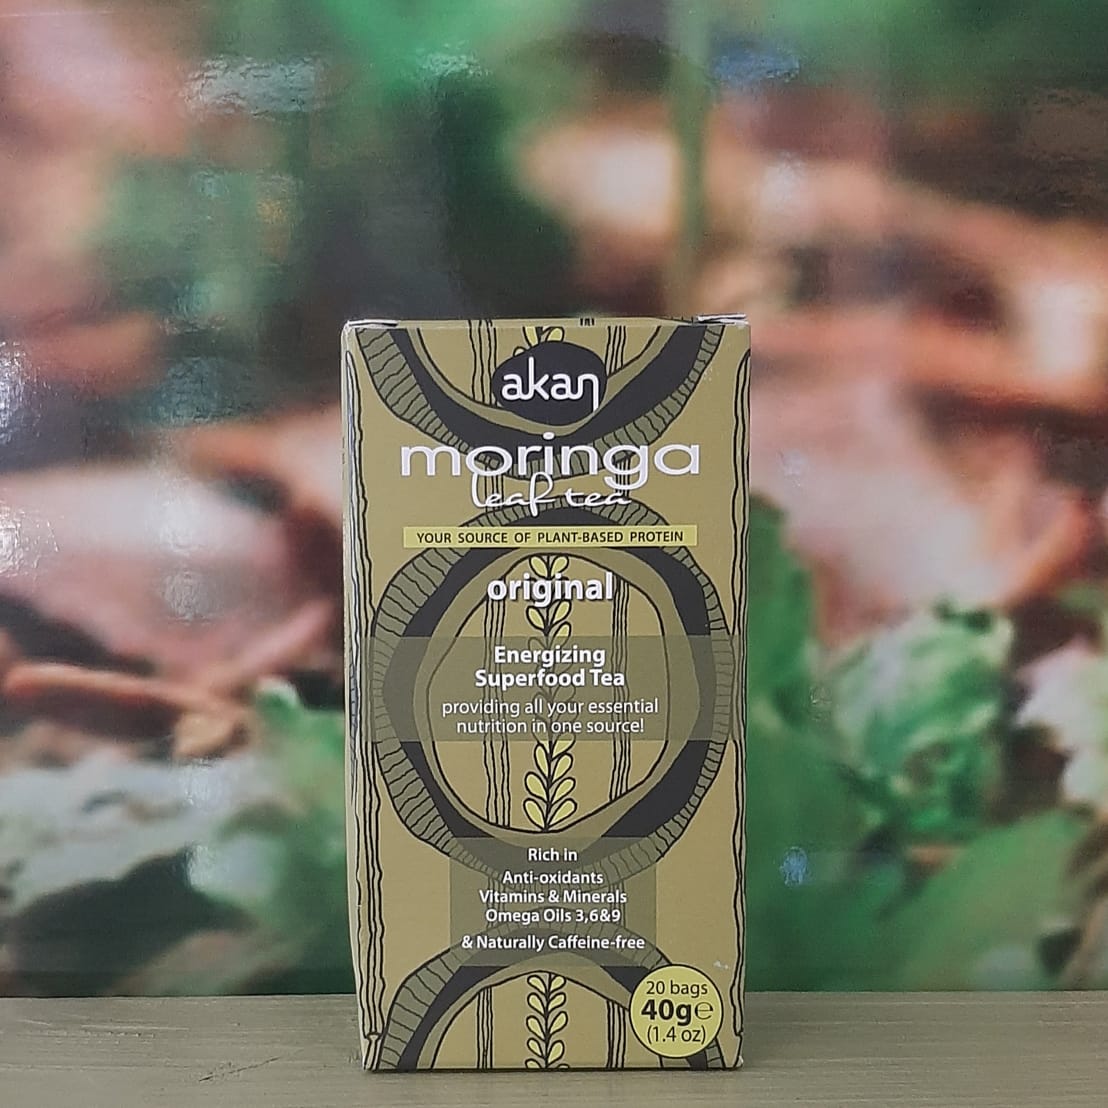 akan
moringa
leaf tea
YOUR SOURCE OF PLANT-BASED PROTEIN
original
Energizing
Superfood Tea
providing all your essential
nutrition in one source!
Rich in
Anti-oxidants
Vitamins & Minerals
Omega Oils 3,6&9
& Naturally Caffeine-free
20 bags
40g℮
(1.4 oz)